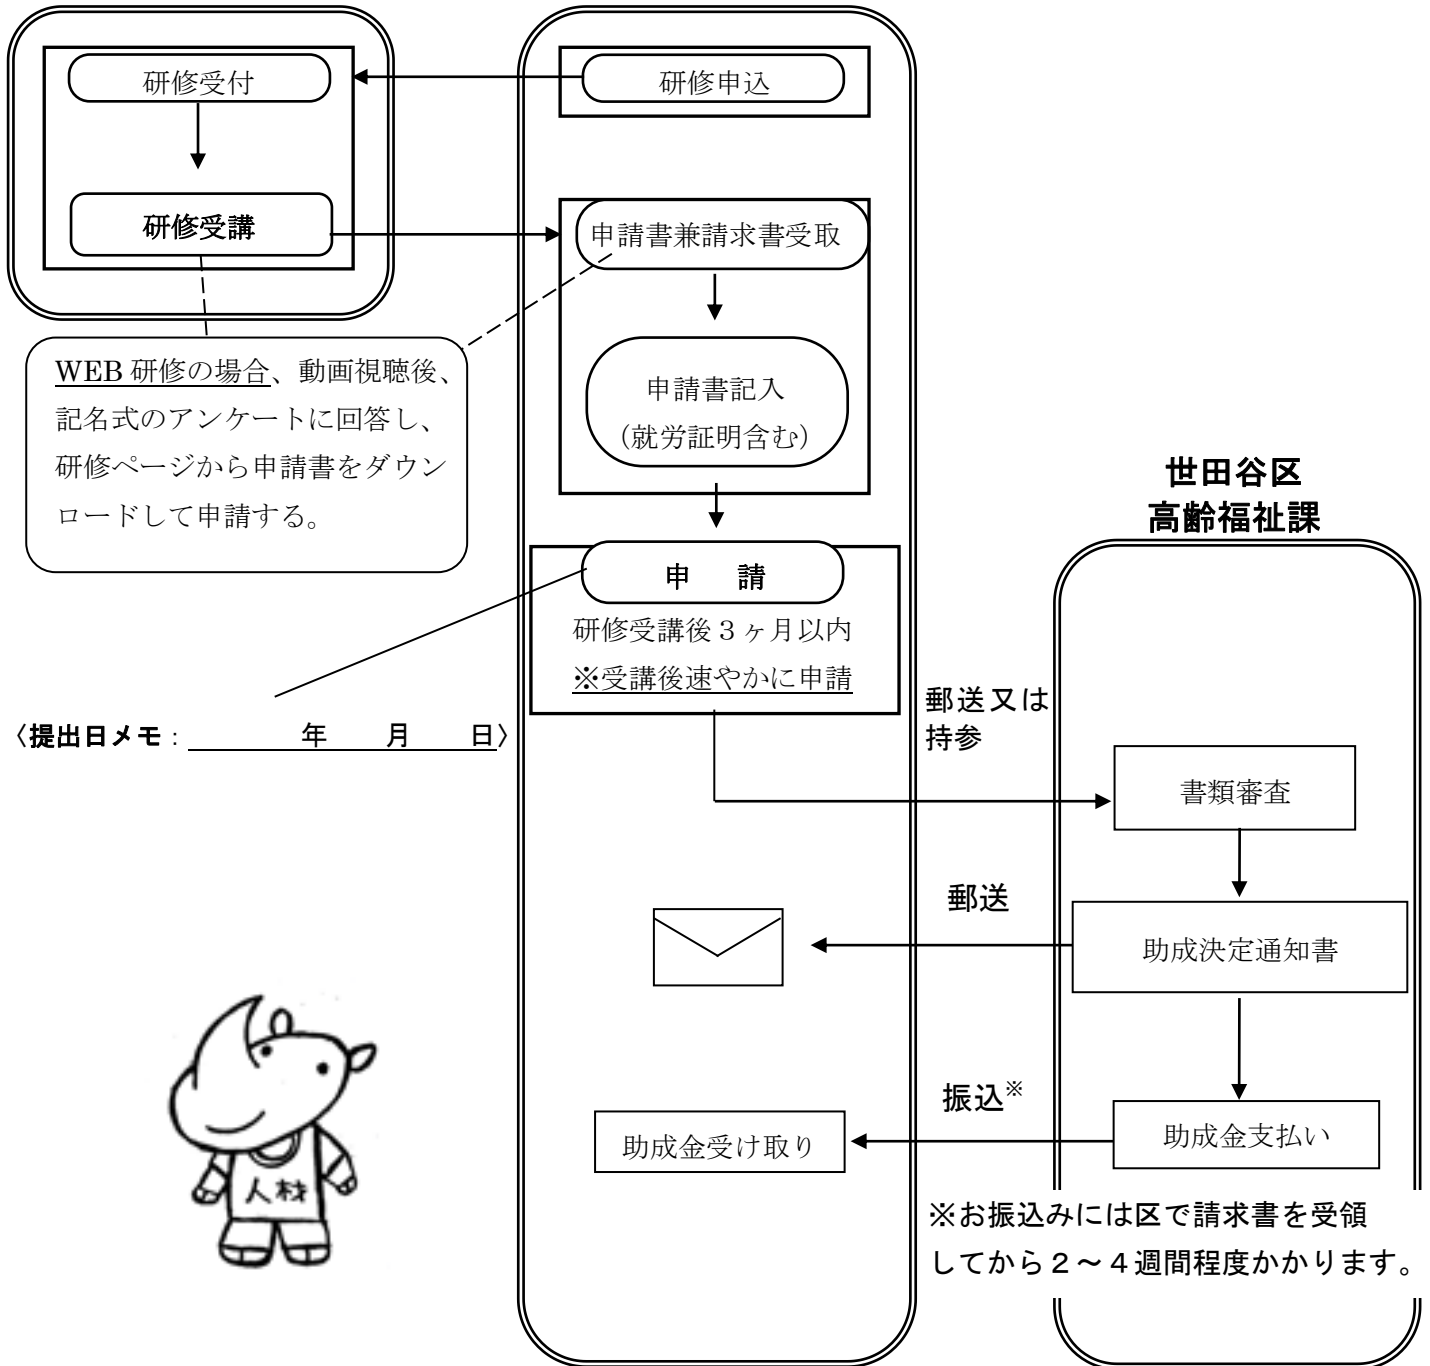 研修受付
研修申込
研修受講
申請書兼請求書受取
WEB 研修の場合、動画視聴後、
記名式のアンケートに回答し、
研修ページから申請書をダウン
ロードして申請する。
申請書記入
（就労証明含む）
申　請
研修受講後３ヶ月以内
※受講後速やかに申請
〈提出日メモ：　　　　年　　月　　日〉
世田谷区
高齢福祉課
郵送又は
持参
書類審査
郵送
助成決定通知書
振込※
助成金受け取り
助成金支払い
※お振込みには区で請求書を受領
してから２～４週間程度かかります。
人材